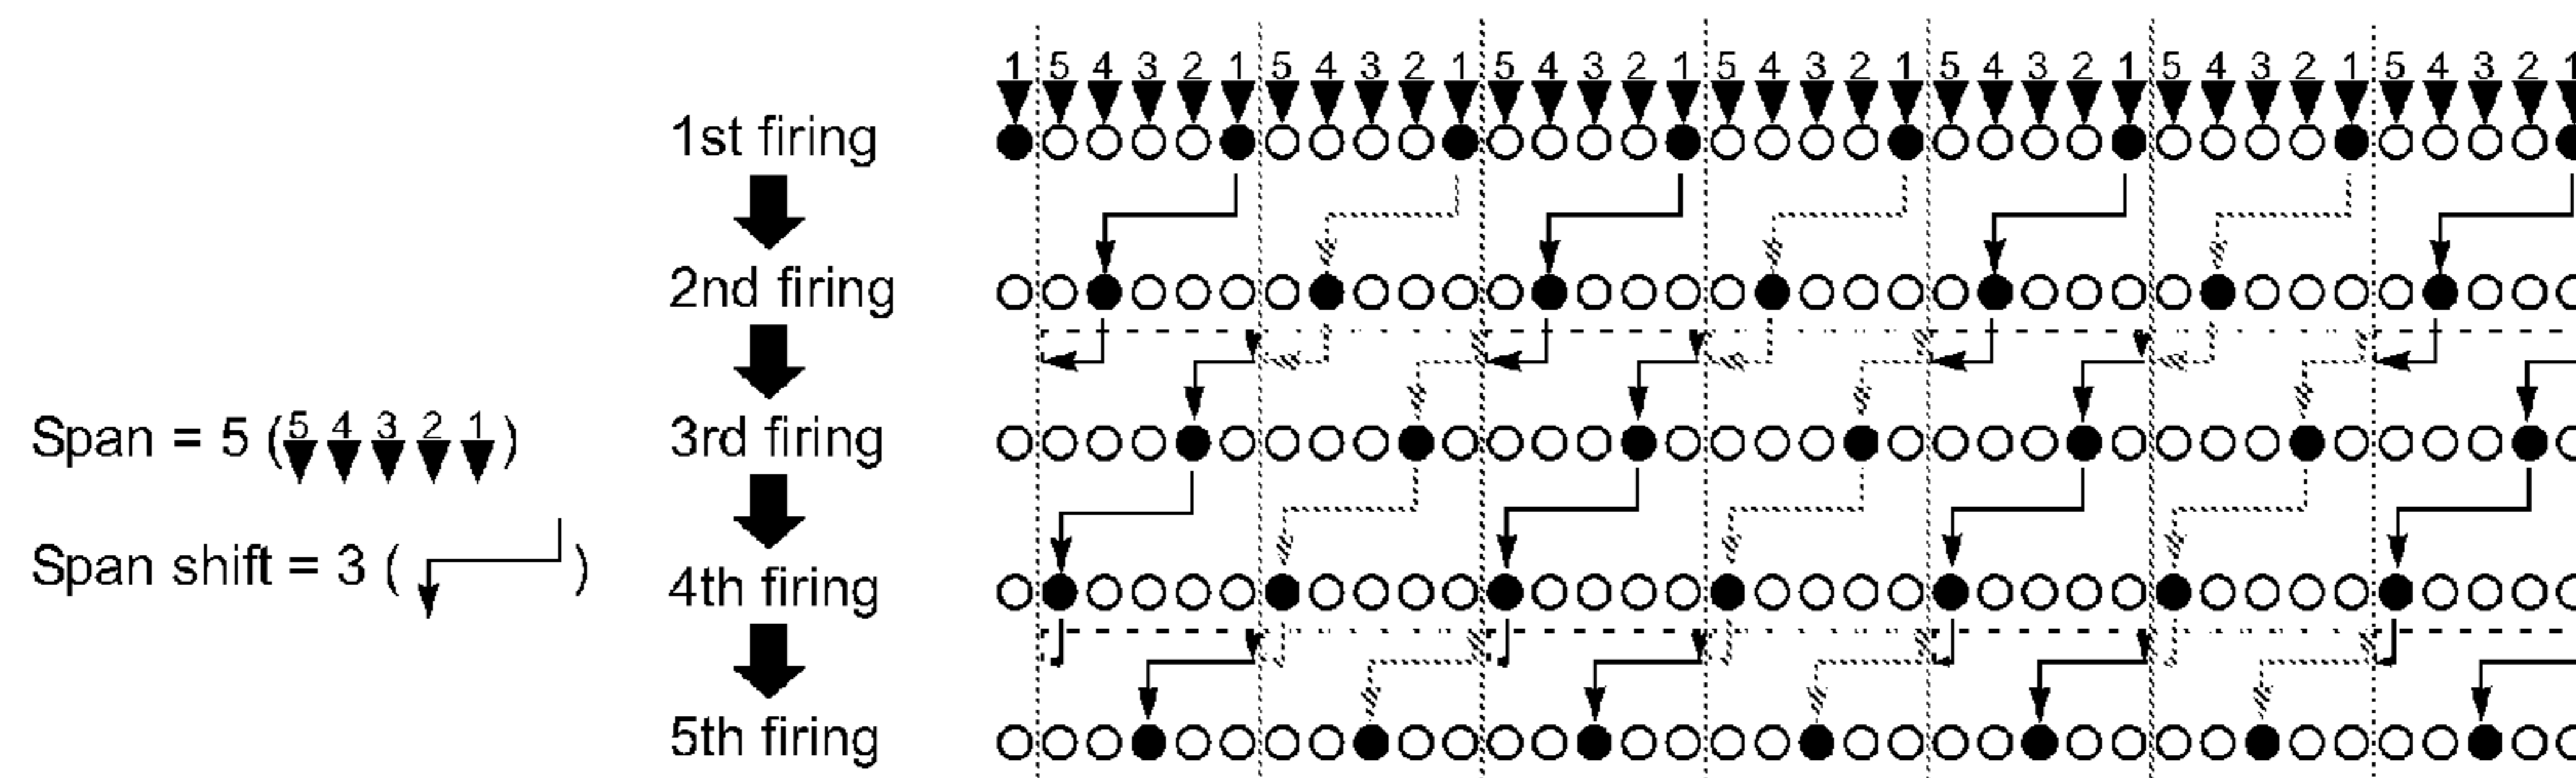 1 5 4 3 2 1 5 4 3 2 1 5 4 3 2 1 5 4 3 2 1 5 4 3 2 1 5 4 3 2 1 5 4 3 2 1
1st firing
2nd firing
3rd firing
4th firing
5th firing
Span = 5 (5 4 3 2 1)
Span shift = 3 ( )